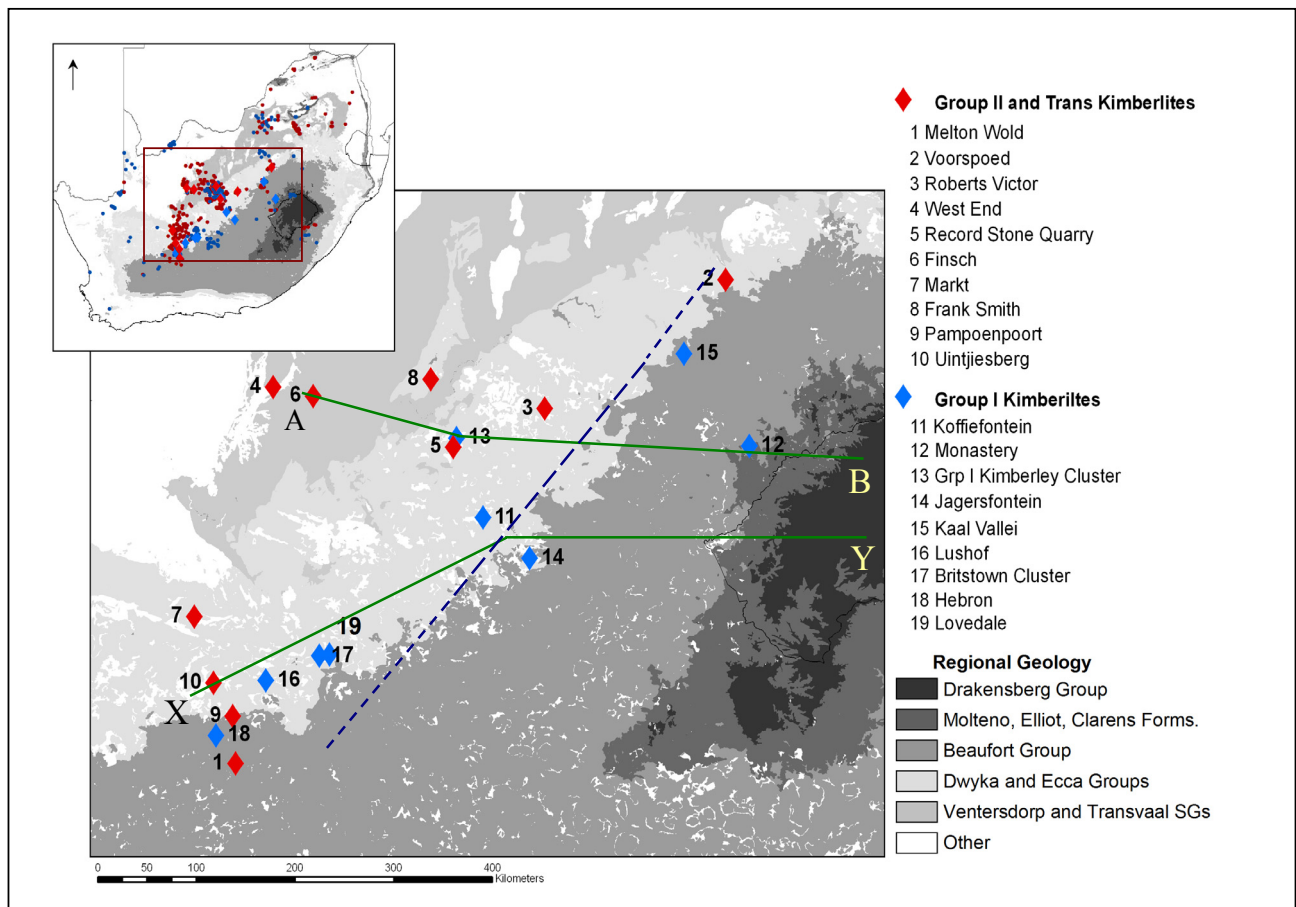 Group II and Trans Kimberlites
1 Melton Wold
2 Voorspoed
3 Roberts Victor
4 West End
5 Record Stone Quarry
6 Finsch
7 Markt
8 Frank Smith
9 Pampoenpoort
10 Uintjiesberg
Group I Kimberiltes
11 Koffiefontein
12 Monastery
13 Grp I Kimberley Cluster
14 Jagersfontein
15 Kaal Vallei
16 Lushof
17 Britstown Cluster
18 Hebron
19 Lovedale
Regional Geology
Drakensberg Group
Molteno, Elliot, Clarens Forms.
Beaufort Group
Dwyka and Ecca Groups
Ventersdorp and Transvaal SGs
Other
2
15
4
6
8
A
3
13
5
12
B
11
14
Y
7
19
17
10
16
X
9
18
1
0 50 100 200 300 400
Kilometers